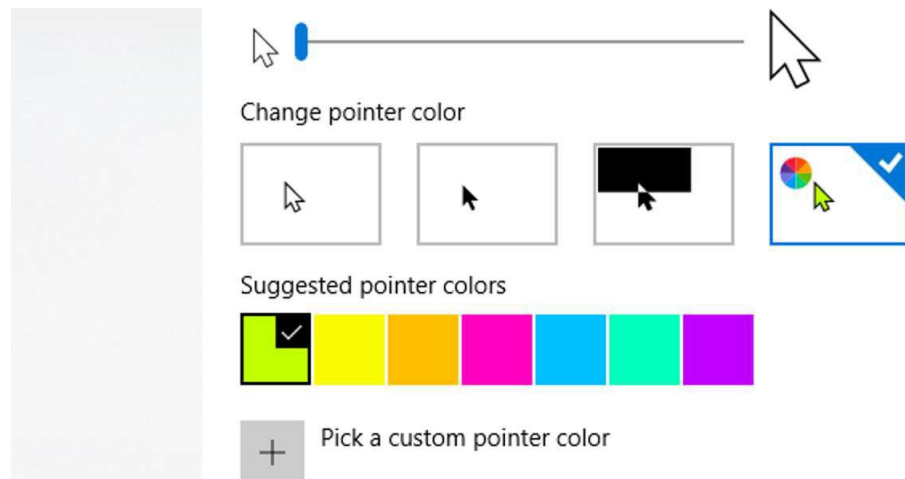 Change pointer color
Suggested pointer colors
Pick a custom pointer color